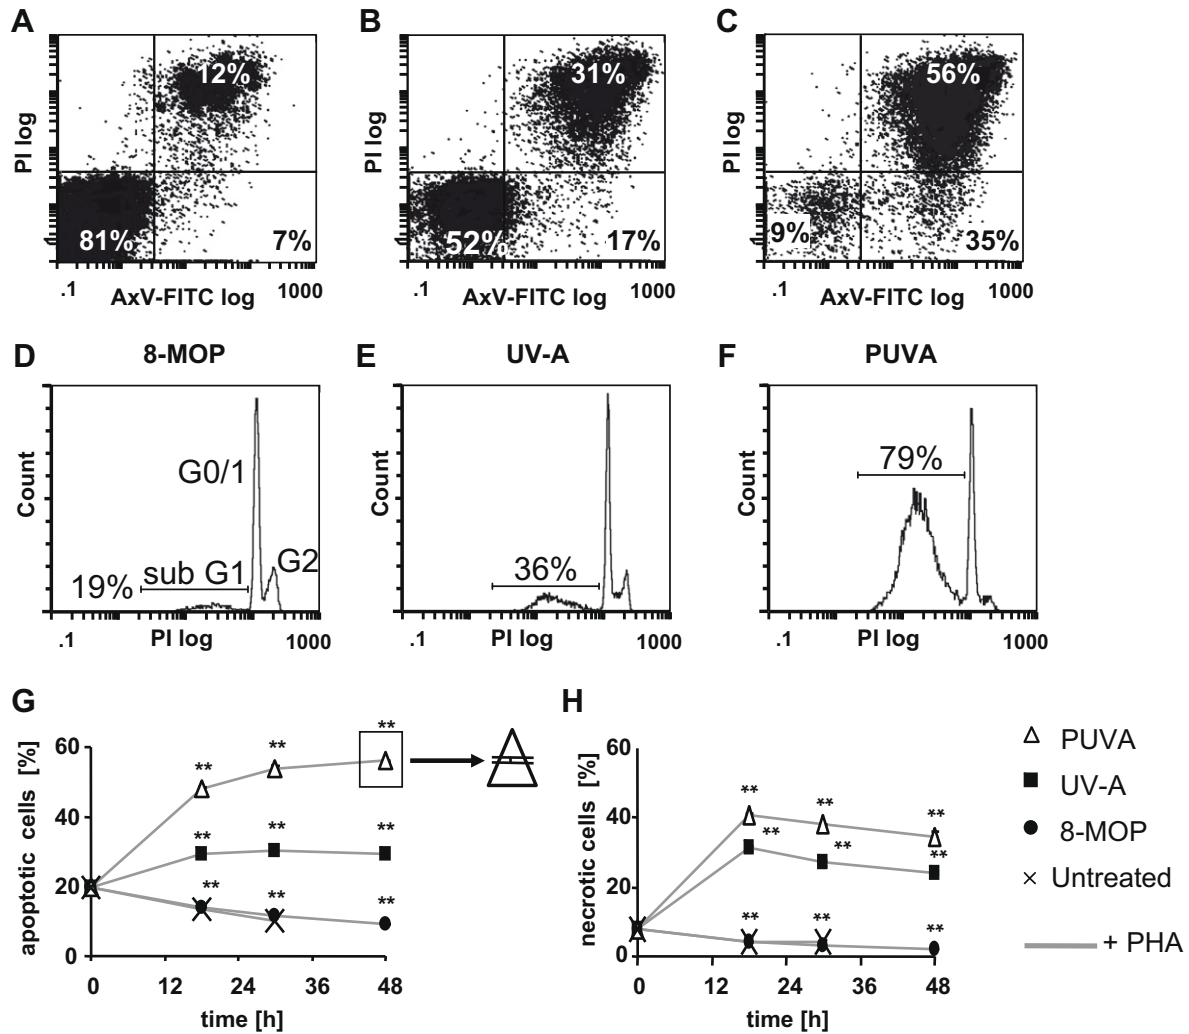 A
B
C
PI log
12%
81%
7%
.1
AxV-FITC log
1000
PI log
31%
52%
17%
.1
AxV-FITC log
1000
PI log
56%
9%
35%
.1
AxV-FITC log
1000
D
8-MOP
E
UV-A
F
PUVA
Count
G0/1
19%
sub G1
G2
.1
PI log
1000
Count
36%
.1
PI log
1000
Count
79%
.1
PI log
1000
G
apoptotic cells [%]
60
40
20
0
**
**
**
**
**
**
**
**
**
0
12
24
36
48
time [h]
H
necrotic cells [%]
60
40
20
0
**
**
**
**
**
**
**
**
**
0
12
24
36
48
time [h]
PUVA
UV-A
8-MOP
Untreated
+ PHA